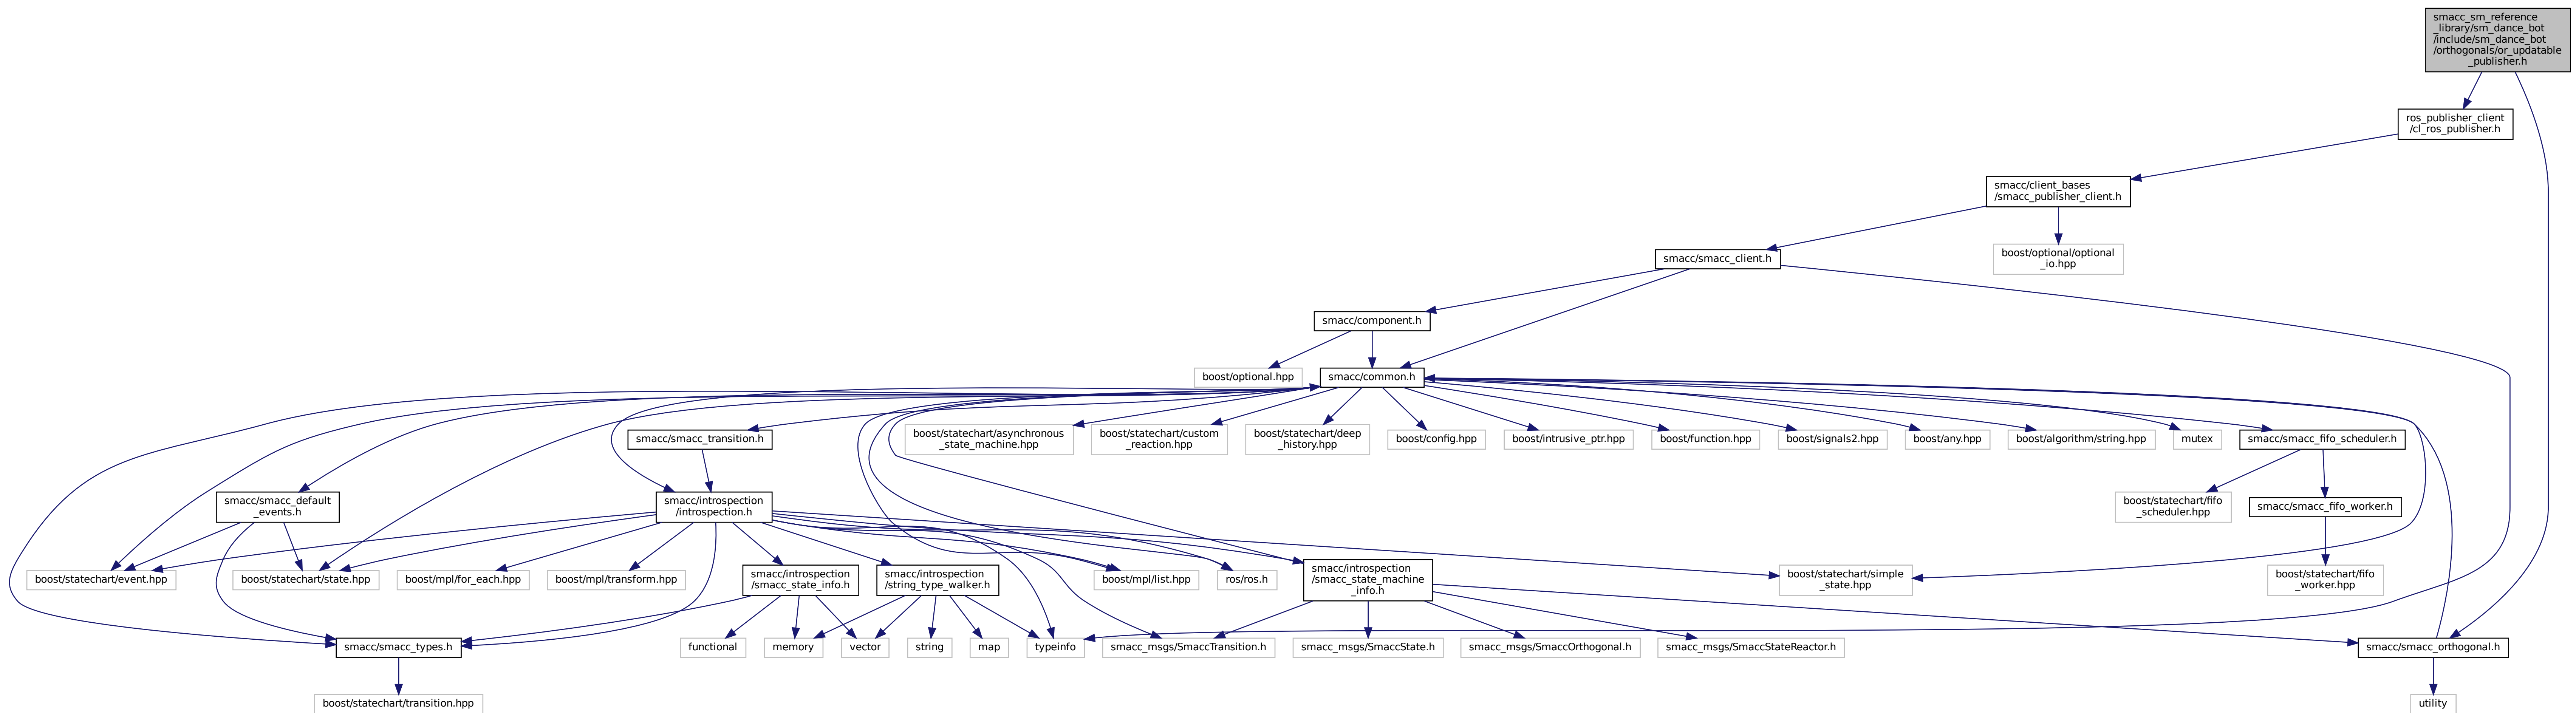 smacc_sm_reference
_library/sm_dance_bot
/include/sm_dance_bot
/orthogonals/or_updatable
_publisher.h
ros_publisher_client
/cl_ros_publisher.h
smacc/client_bases
/smacc_publisher_client.h
smacc/smacc_client.h
boost/optional/optional
_io.hpp
smacc/component.h
boost/optional.hpp
smacc/common.h
smacc/smacc_transition.h
boost/statechart/asynchronous
_state_machine.hpp
boost/statechart/custom
_reaction.hpp
boost/statechart/deep
_history.hpp
boost/config.hpp
boost/intrusive_ptr.hpp
boost/function.hpp
boost/signals2.hpp
boost/any.hpp
boost/algorithm/string.hpp
mutex
smacc/smacc_fifo_scheduler.h
smacc/smacc_default
_events.h
smacc/introspection
/introspection.h
boost/statechart/fifo
_scheduler.hpp
smacc/smacc_fifo_worker.h
boost/statechart/event.hpp
boost/statechart/state.hpp
boost/mpl/for_each.hpp
boost/mpl/transform.hpp
smacc/introspection
/smacc_state_info.h
smacc/introspection
/string_type_walker.h
boost/mpl/list.hpp
ros/ros.h
smacc/introspection
/smacc_state_machine
_info.h
boost/statechart/simple
_state.hpp
boost/statechart/fifo
_worker.hpp
smacc/smacc_types.h
functional
memory
vector
string
map
typeinfo
smacc_msgs/SmaccTransition.h
smacc_msgs/SmaccState.h
smacc_msgs/SmaccOrthogonal.h
smacc_msgs/SmaccStateReactor.h
smacc/smacc_orthogonal.h
boost/statechart/transition.hpp
utility